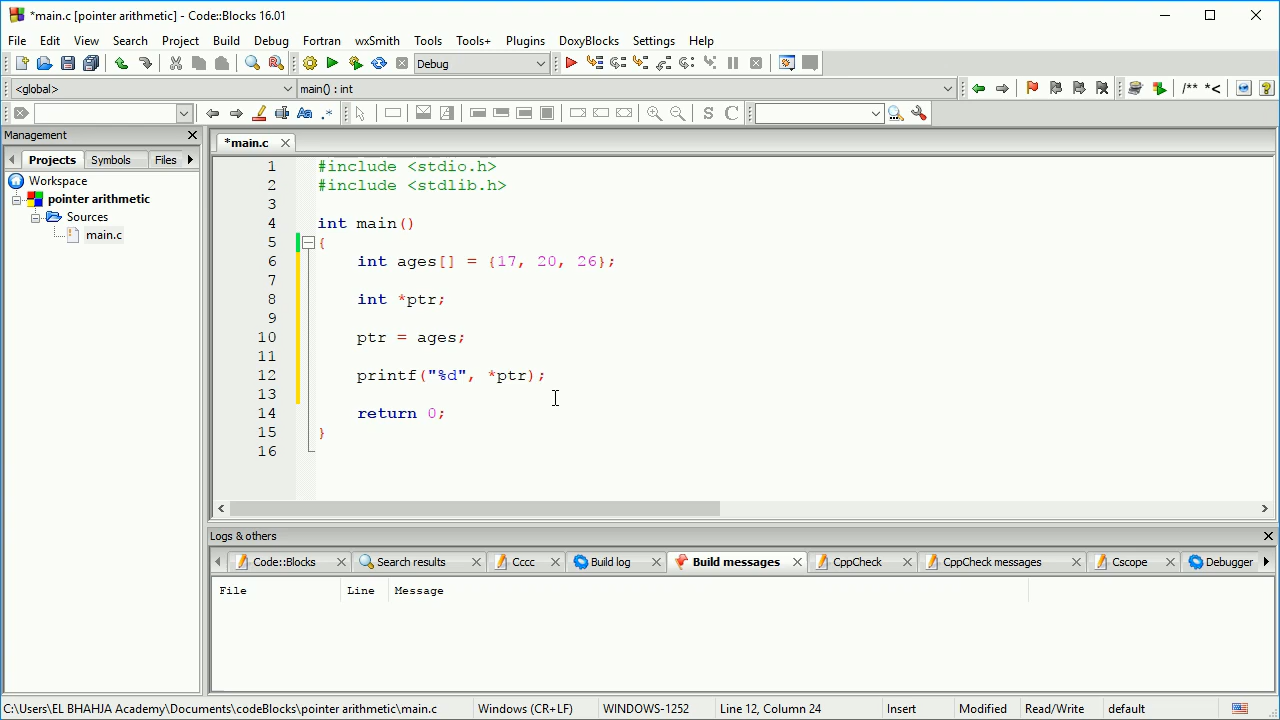 *main.c [pointer arithmetic] - Code::Blocks 16.01
File Edit View Search Project Build Debug Fortran wxSmith Tools Tools+ Plugins DoxyBlocks Settings Help
Debug
/** *<
<global> main() : int
Aa .* S C
Management
Projects Symbols Files
*main.c
Workspace
pointer arithmetic
Sources
main.c
1 #include <stdio.h>
2 #include <stdlib.h>
3
4 int main()
5 {
6 int ages[] = {17, 20, 26};
7
8 int *ptr;
9
10 ptr = ages;
11
12 printf("%d", *ptr);
13
14 return 0;
15 }
16
Logs & others
Code::Blocks Search results Cccc Build log Build messages CppCheck CppCheck messages Cscope Debugger
File Line Message
C:\Users\EL BHAHJA Academy\Documents\codeBlocks\pointer arithmetic\main.c Windows (CR+LF) WINDOWS-1252 Line 12, Column 24 Insert Modified Read/Write default